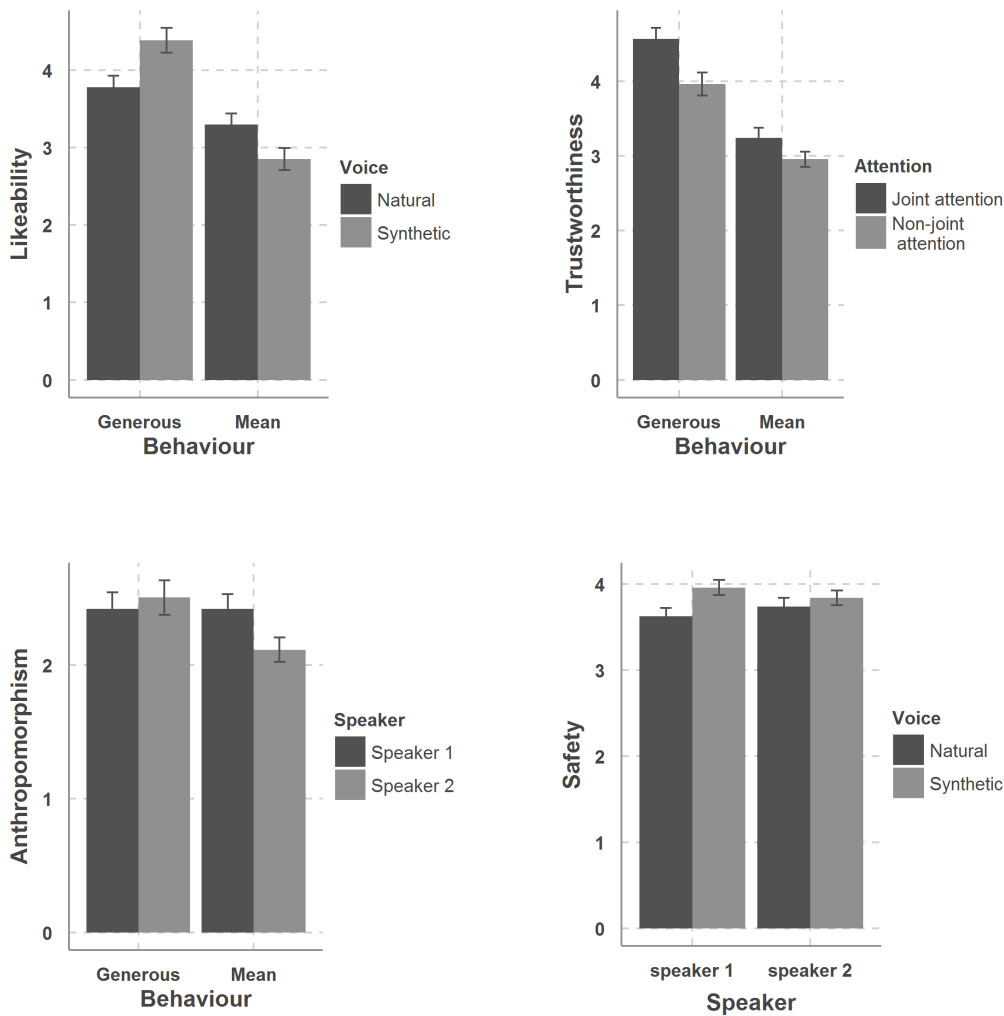 Likeability
4
3
2
1
0
Generous Mean
Behaviour
Voice
Natural
Synthetic
Trustworthiness
4
3
2
1
0
Generous Mean
Behaviour
Attention
Joint attention
Non-joint
attention
Anthropomorphism
2
1
0
Generous Mean
Behaviour
Speaker
Speaker 1
Speaker 2
Safety
4
3
2
1
0
speaker 1 speaker 2
Speaker
Voice
Natural
Synthetic